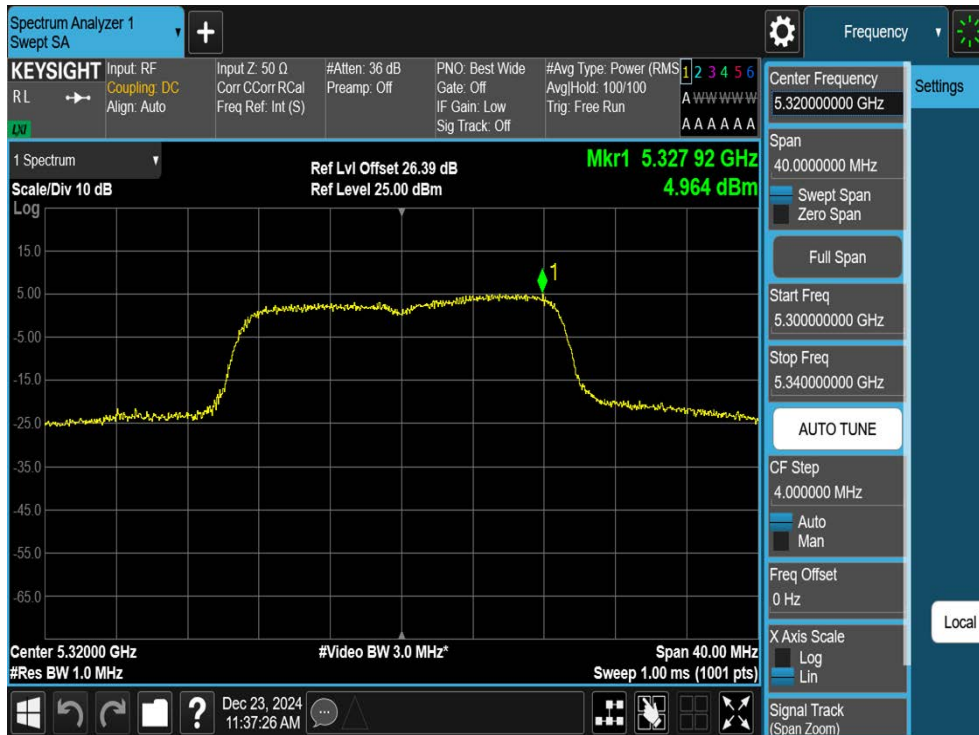 Spectrum Analyzer 1
Swept SA
+
Frequency
KEYSIGHT
RL
LXI
Input: RF
Coupling: DC
Align: Auto
Input Z: 50 Ω
Corr CCorr RCal
Freq Ref: Int (S)
#Atten: 36 dB
Preamp: Off
PNO: Best Wide
Gate: Off
IF Gain: Low
Sig Track: Off
#Avg Type: Power (RMS
Avg|Hold: 100/100
Trig: Free Run
1 2 3 4 5 6
A W W W W W
A A A A A A
1 Spectrum
Scale/Div 10 dB
Log
Ref Lvl Offset 26.39 dB
Ref Level 25.00 dBm
Mkr1 5.327 92 GHz
4.964 dBm
15.0
5.00
-5.00
-15.0
-25.0
-35.0
-45.0
-55.0
-65.0
1
Center 5.32000 GHz
#Res BW 1.0 MHz
#Video BW 3.0 MHz*
Span 40.00 MHz
Sweep 1.00 ms (1001 pts)
Center Frequency
5.320000000 GHz
Settings
Span
40.0000000 MHz
Swept Span
Zero Span
Full Span
Start Freq
5.300000000 GHz
Stop Freq
5.340000000 GHz
AUTO TUNE
CF Step
4.000000 MHz
Auto
Man
Freq Offset
0 Hz
X Axis Scale
Log
Lin
Local
Signal Track
(Span Zoom)
?
Dec 23, 2024
11:37:26 AM